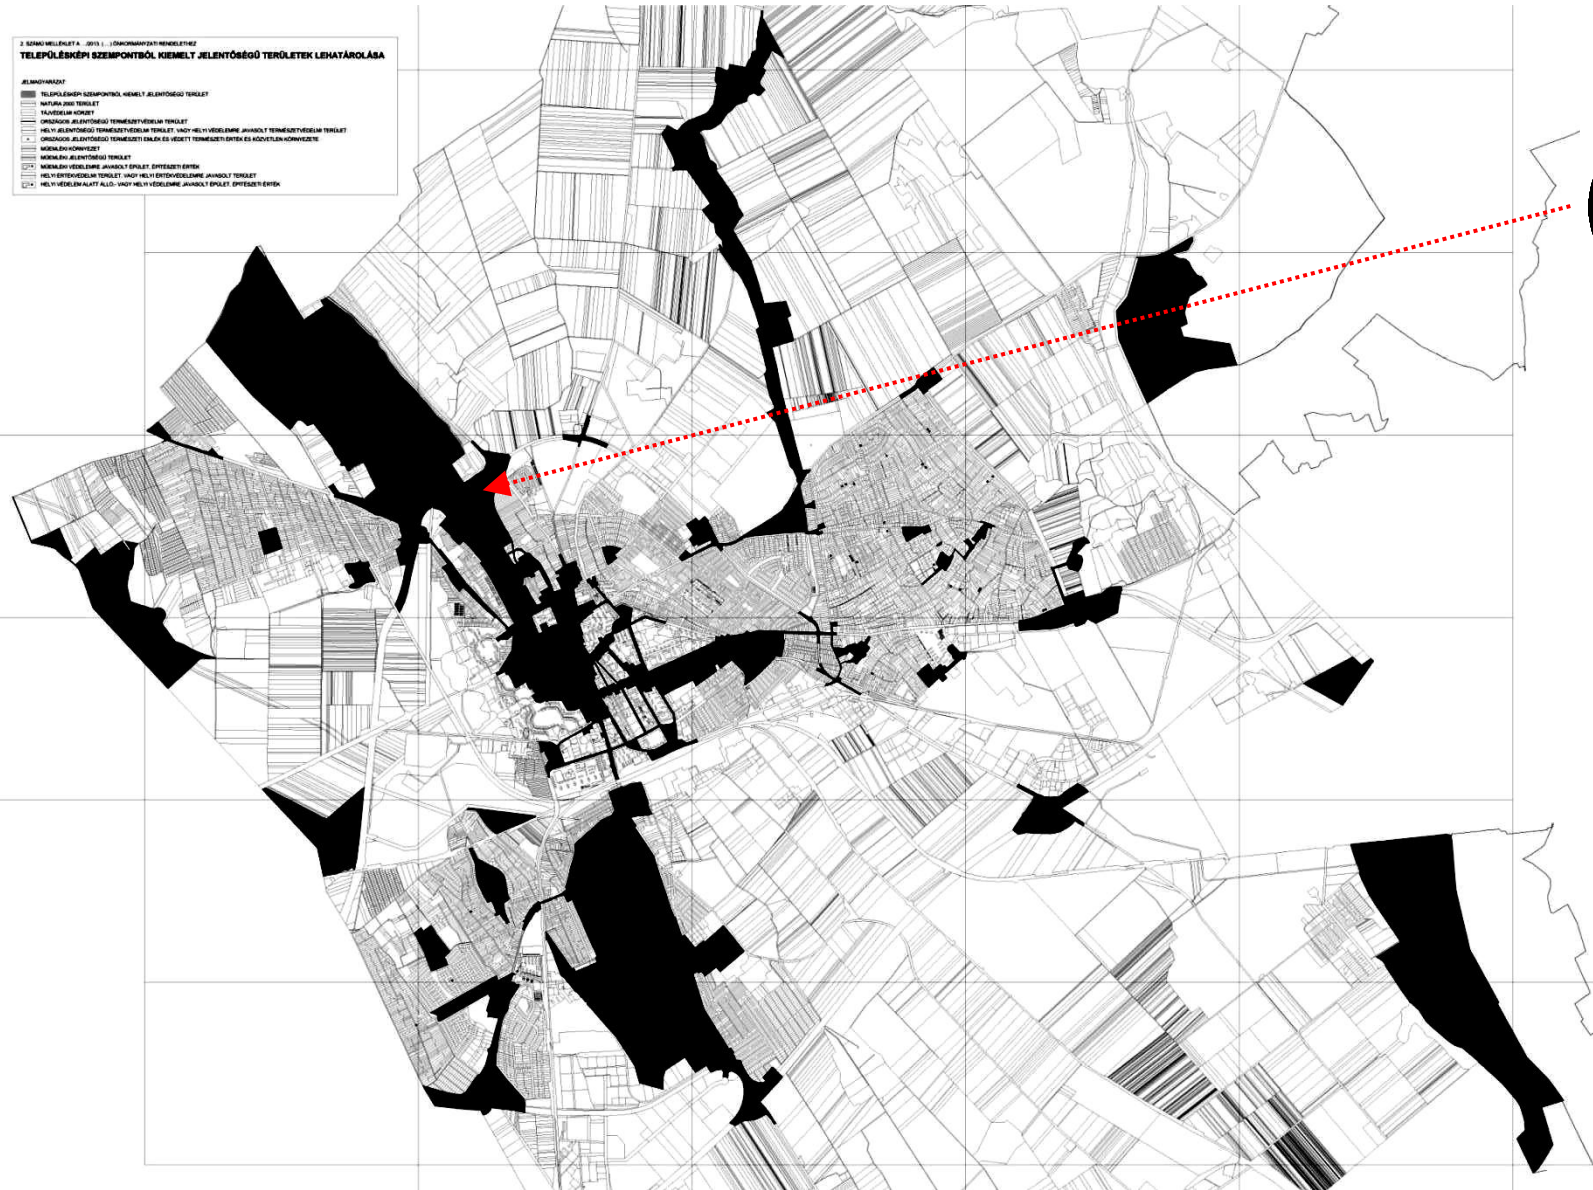 2. SZÁMÚ MELLÉKLET A .../2013. (. ...) ÖNKORMÁNYZATI RENDELETHEZ
TELEPÜLÉSKÉPI SZEMPONTBÓL KIEMELT JELENTŐSÉGŰ TERÜLETEK LEHATÁROLÁSA
JELMAGYARÁZAT
TELEPÜLÉSKÉPI SZEMPONTBÓL KIEMELT JELENTŐSÉGŰ TERÜLET
NATURA 2000 TERÜLET
TÁJVÉDELMI KÖRZET
ORSZÁGOS JELENTŐSÉGŰ TERMÉSZETVÉDELMI TERÜLET
HELYI JELENTŐSÉGŰ TERMÉSZETVÉDELMI TERÜLET, VAGY HELYI VÉDELEMRE JAVASOLT TERMÉSZETVÉDELMI TERÜLET
ORSZÁGOS JELENTŐSÉGŰ TERMÉSZETI EMLÉK ÉS VÉDETT TERMÉSZETI ÉRTÉK ÉS KÖZVETLEN KÖRNYEZETE
MŰEMLÉKI KÖRNYEZET
MŰEMLÉKI JELENTŐSÉGŰ TERÜLET
MŰEMLÉKI VÉDELEMRE JAVASOLT ÉPÜLET, ÉPÍTÉSZETI ÉRTÉK
HELYI ÉRTÉKVÉDELMI TERÜLET, VAGY HELYI ÉRTÉKVÉDELEMRE JAVASOLT TERÜLET
HELYI VÉDELEM ALATT ÁLLÓ,- VAGY HELYI VÉDELEMRE JAVASOLT ÉPÜLET, ÉPÍTÉSZETI ÉRTÉK